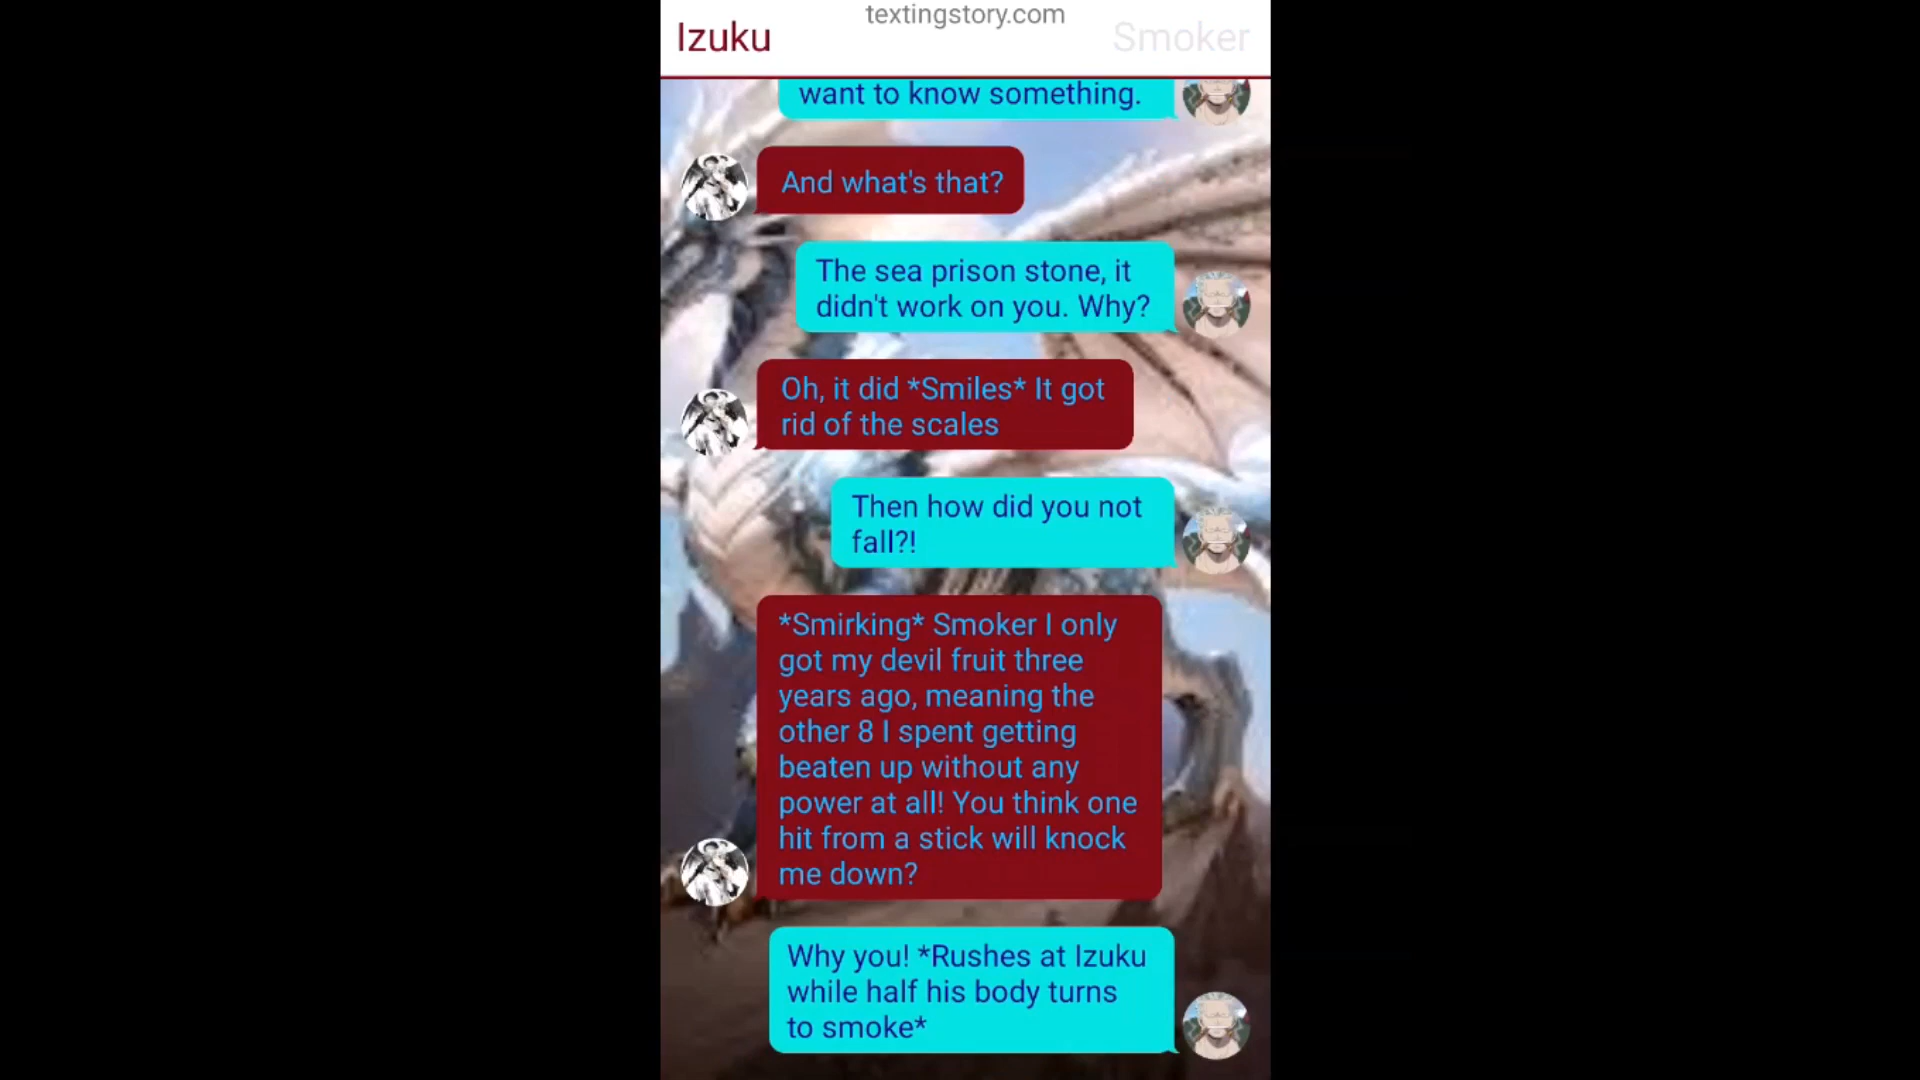 textingstory.com
Izuku
Smoker
want to know something.
And what's that?
The sea prison stone, it
didn't work on you. Why?
Oh, it did *Smiles* It got
rid of the scales
Then how did you not
fall?!
*Smirking* Smoker I only
got my devil fruit three
years ago, meaning the
other 8 I spent getting
beaten up without any
power at all! You think one
hit from a stick will knock
me down?
Why you! *Rushes at Izuku
while half his body turns
to smoke*